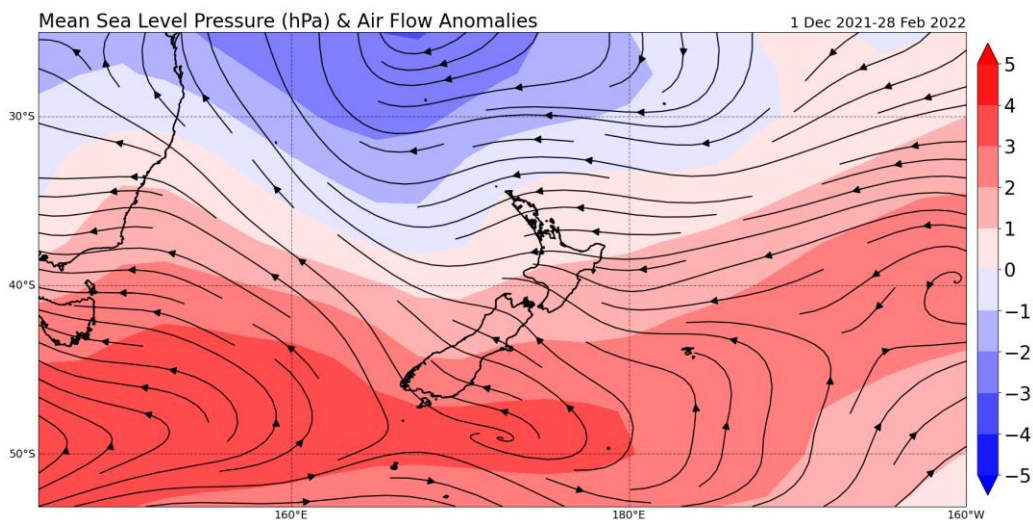 Mean Sea Level Pressure (hPa) & Air Flow Anomalies
1 Dec 2021-28 Feb 2022
5
4
30°S
3
2
1
0
40°S
−1
−2
−3
50°S
−4
−5
160°E
180°E
160°W